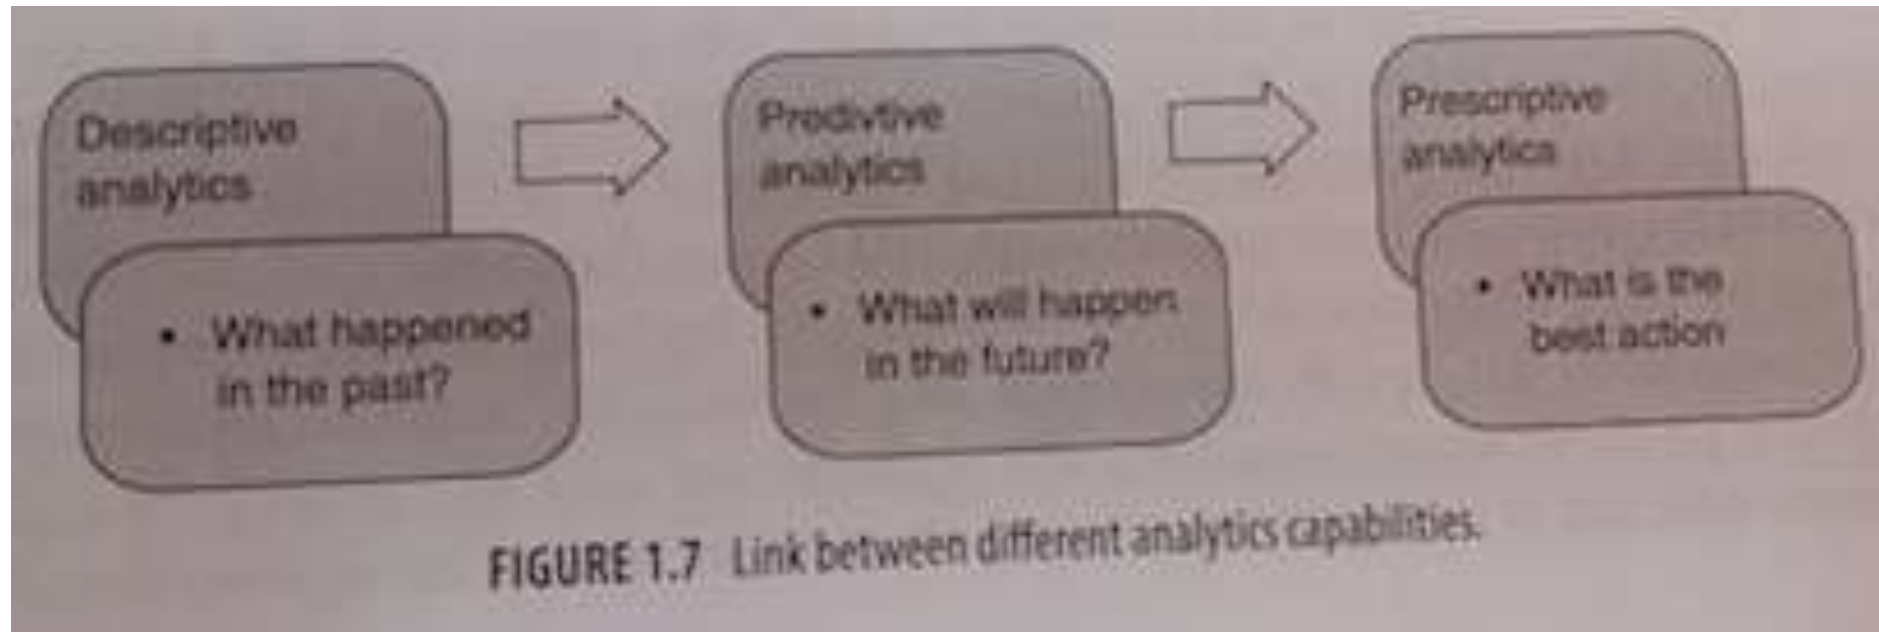 Descriptive
analytics
• What happened
in the past?
Predivtive
analytics
• What will happen
in the future?
Prescriptive
analytics
• What is the
best action
FIGURE 1.7 Link between different analytics capabilities.